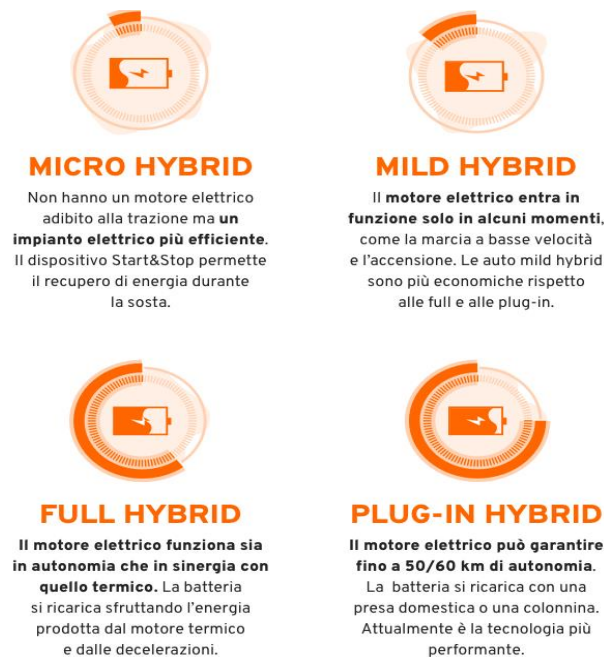 MICRO HYBRID
Non hanno un motore elettrico
adibito alla trazione ma un
impianto elettrico più efficiente.
Il dispositivo Start&Stop permette
il recupero di energia durante
la sosta.
MILD HYBRID
Il motore elettrico entra in
funzione solo in alcuni momenti,
come la marcia a basse velocità
e l'accensione. Le auto mild hybrid
sono più economiche rispetto
alle full e alle plug-in.
FULL HYBRID
Il motore elettrico funziona sia
in autonomia che in sinergia con
quello termico. La batteria
si ricarica sfruttando l'energia
prodotta dal motore termico
e dalle decelerazioni.
PLUG-IN HYBRID
Il motore elettrico può garantire
fino a 50/60 km di autonomia.
La batteria si ricarica con una
presa domestica o una colonnina.
Attualmente è la tecnologia più
performante.